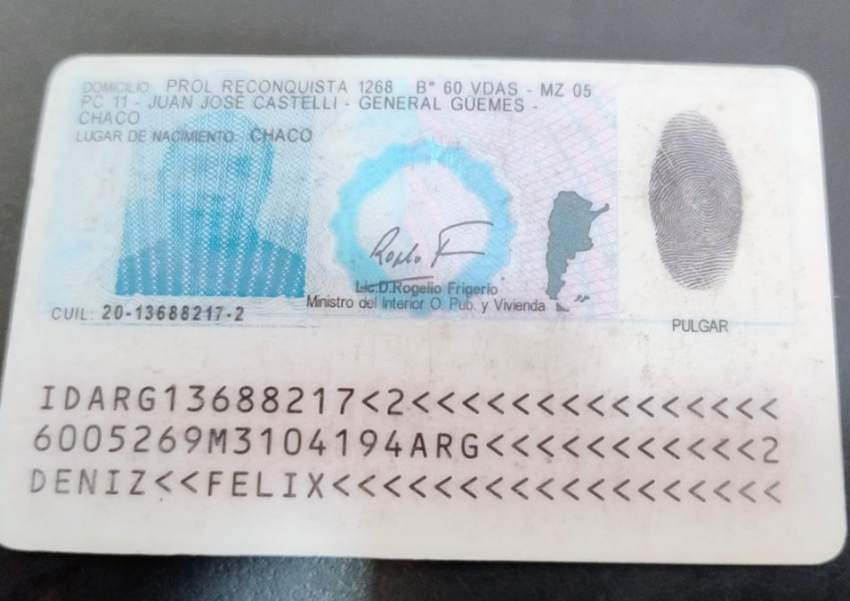 DOMICILIO: PROL RECONQUISTA 1268 B° 60 VDAS - MZ 05
PC 11 - JUAN JOSÉ CASTELLI - GENERAL GÜEMES -
CHACO
LUGAR DE NACIMIENTO: CHACO
Lic.D.Rogelio Frigerio
Ministro del Interior O. Pub. y Vivienda
CUIL: 20-13688217-2
PULGAR
IDARG13688217<2<<<<<<<<<<<<<<<
6005269M3104194ARG<<<<<<<<<<<2
DENIZ<<FELIX<<<<<<<<<<<<<<<<<<